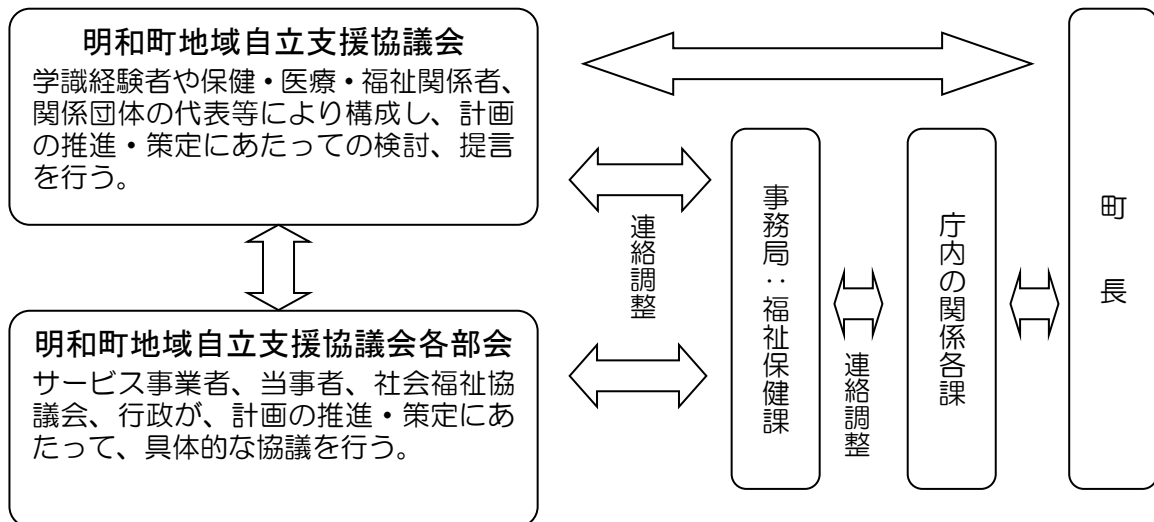 明和町地域自立支援協議会
学識経験者や保健・医療・福祉関係者、
関係団体の代表等により構成し、計画
の推進・策定にあたっての検討、提言
を行う。
明和町地域自立支援協議会各部会
サービス事業者、当事者、社会福祉協
議会、行政が、計画の推進・策定にあ
たって、具体的な協議を行う。
連絡調整
事務局：福祉保健課
連絡調整
庁内の関係各課
町長